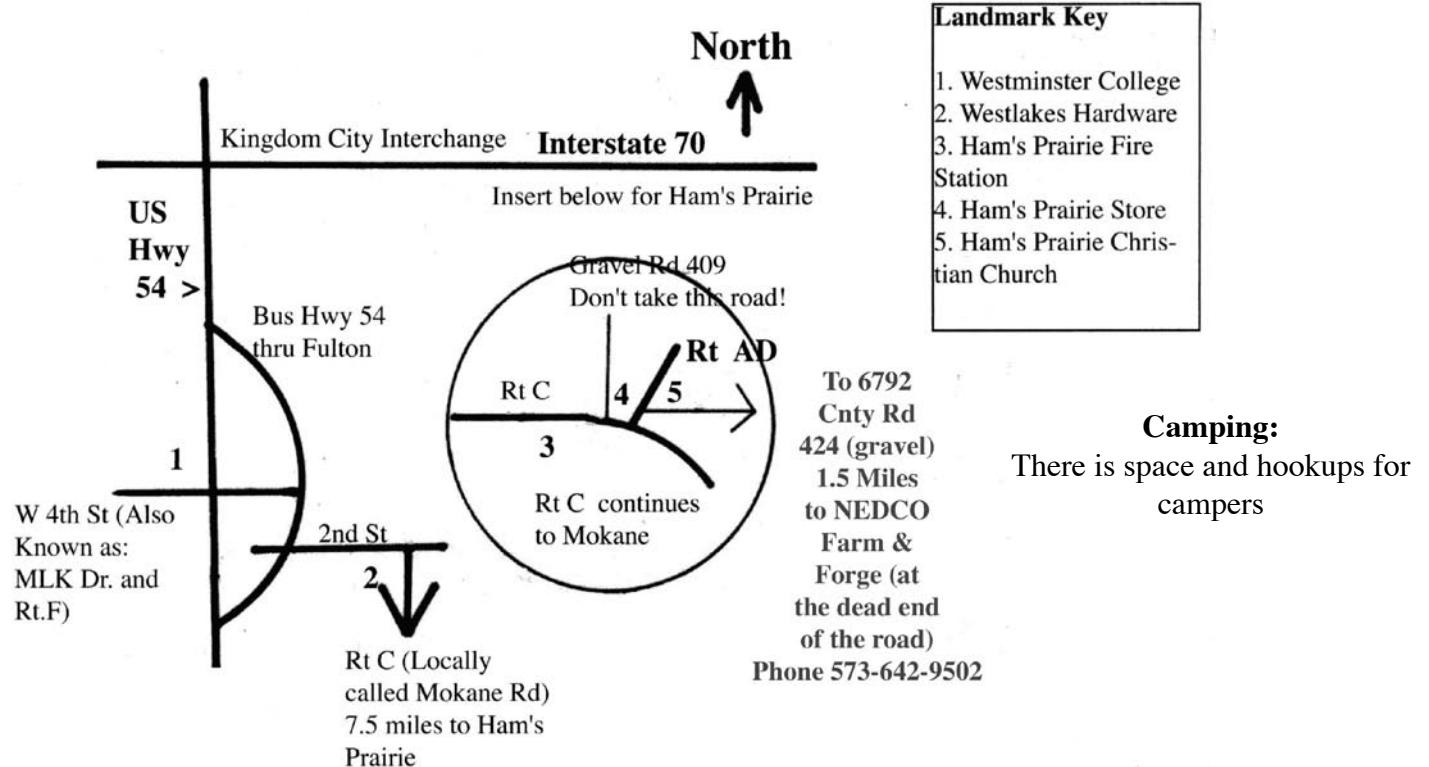 North
Kingdom City Interchange Interstate 70
Insert below for Ham's Prairie
US
Hwy
54 >
Bus Hwy 54
thru Fulton
1
W 4th St (Also
Known as:
MLK Dr. and
Rt.F)
2nd St
2
Rt C (Locally
called Mokane Rd)
7.5 miles to Ham's
Prairie
Gravel Rd 409
Don't take this road!
Rt AD
Rt C
4
5
3
Rt C continues
to Mokane
To 6792
Cnty Rd
424 (gravel)
1.5 Miles
to NEDCO
Farm &
Forge (at
the dead end
of the road)
Phone 573-642-9502
Landmark Key
1. Westminster College
2. Westlakes Hardware
3. Ham's Prairie Fire
Station
4. Ham's Prairie Store
5. Ham's Prairie Chris-
tian Church
Camping:
There is space and hookups for
campers